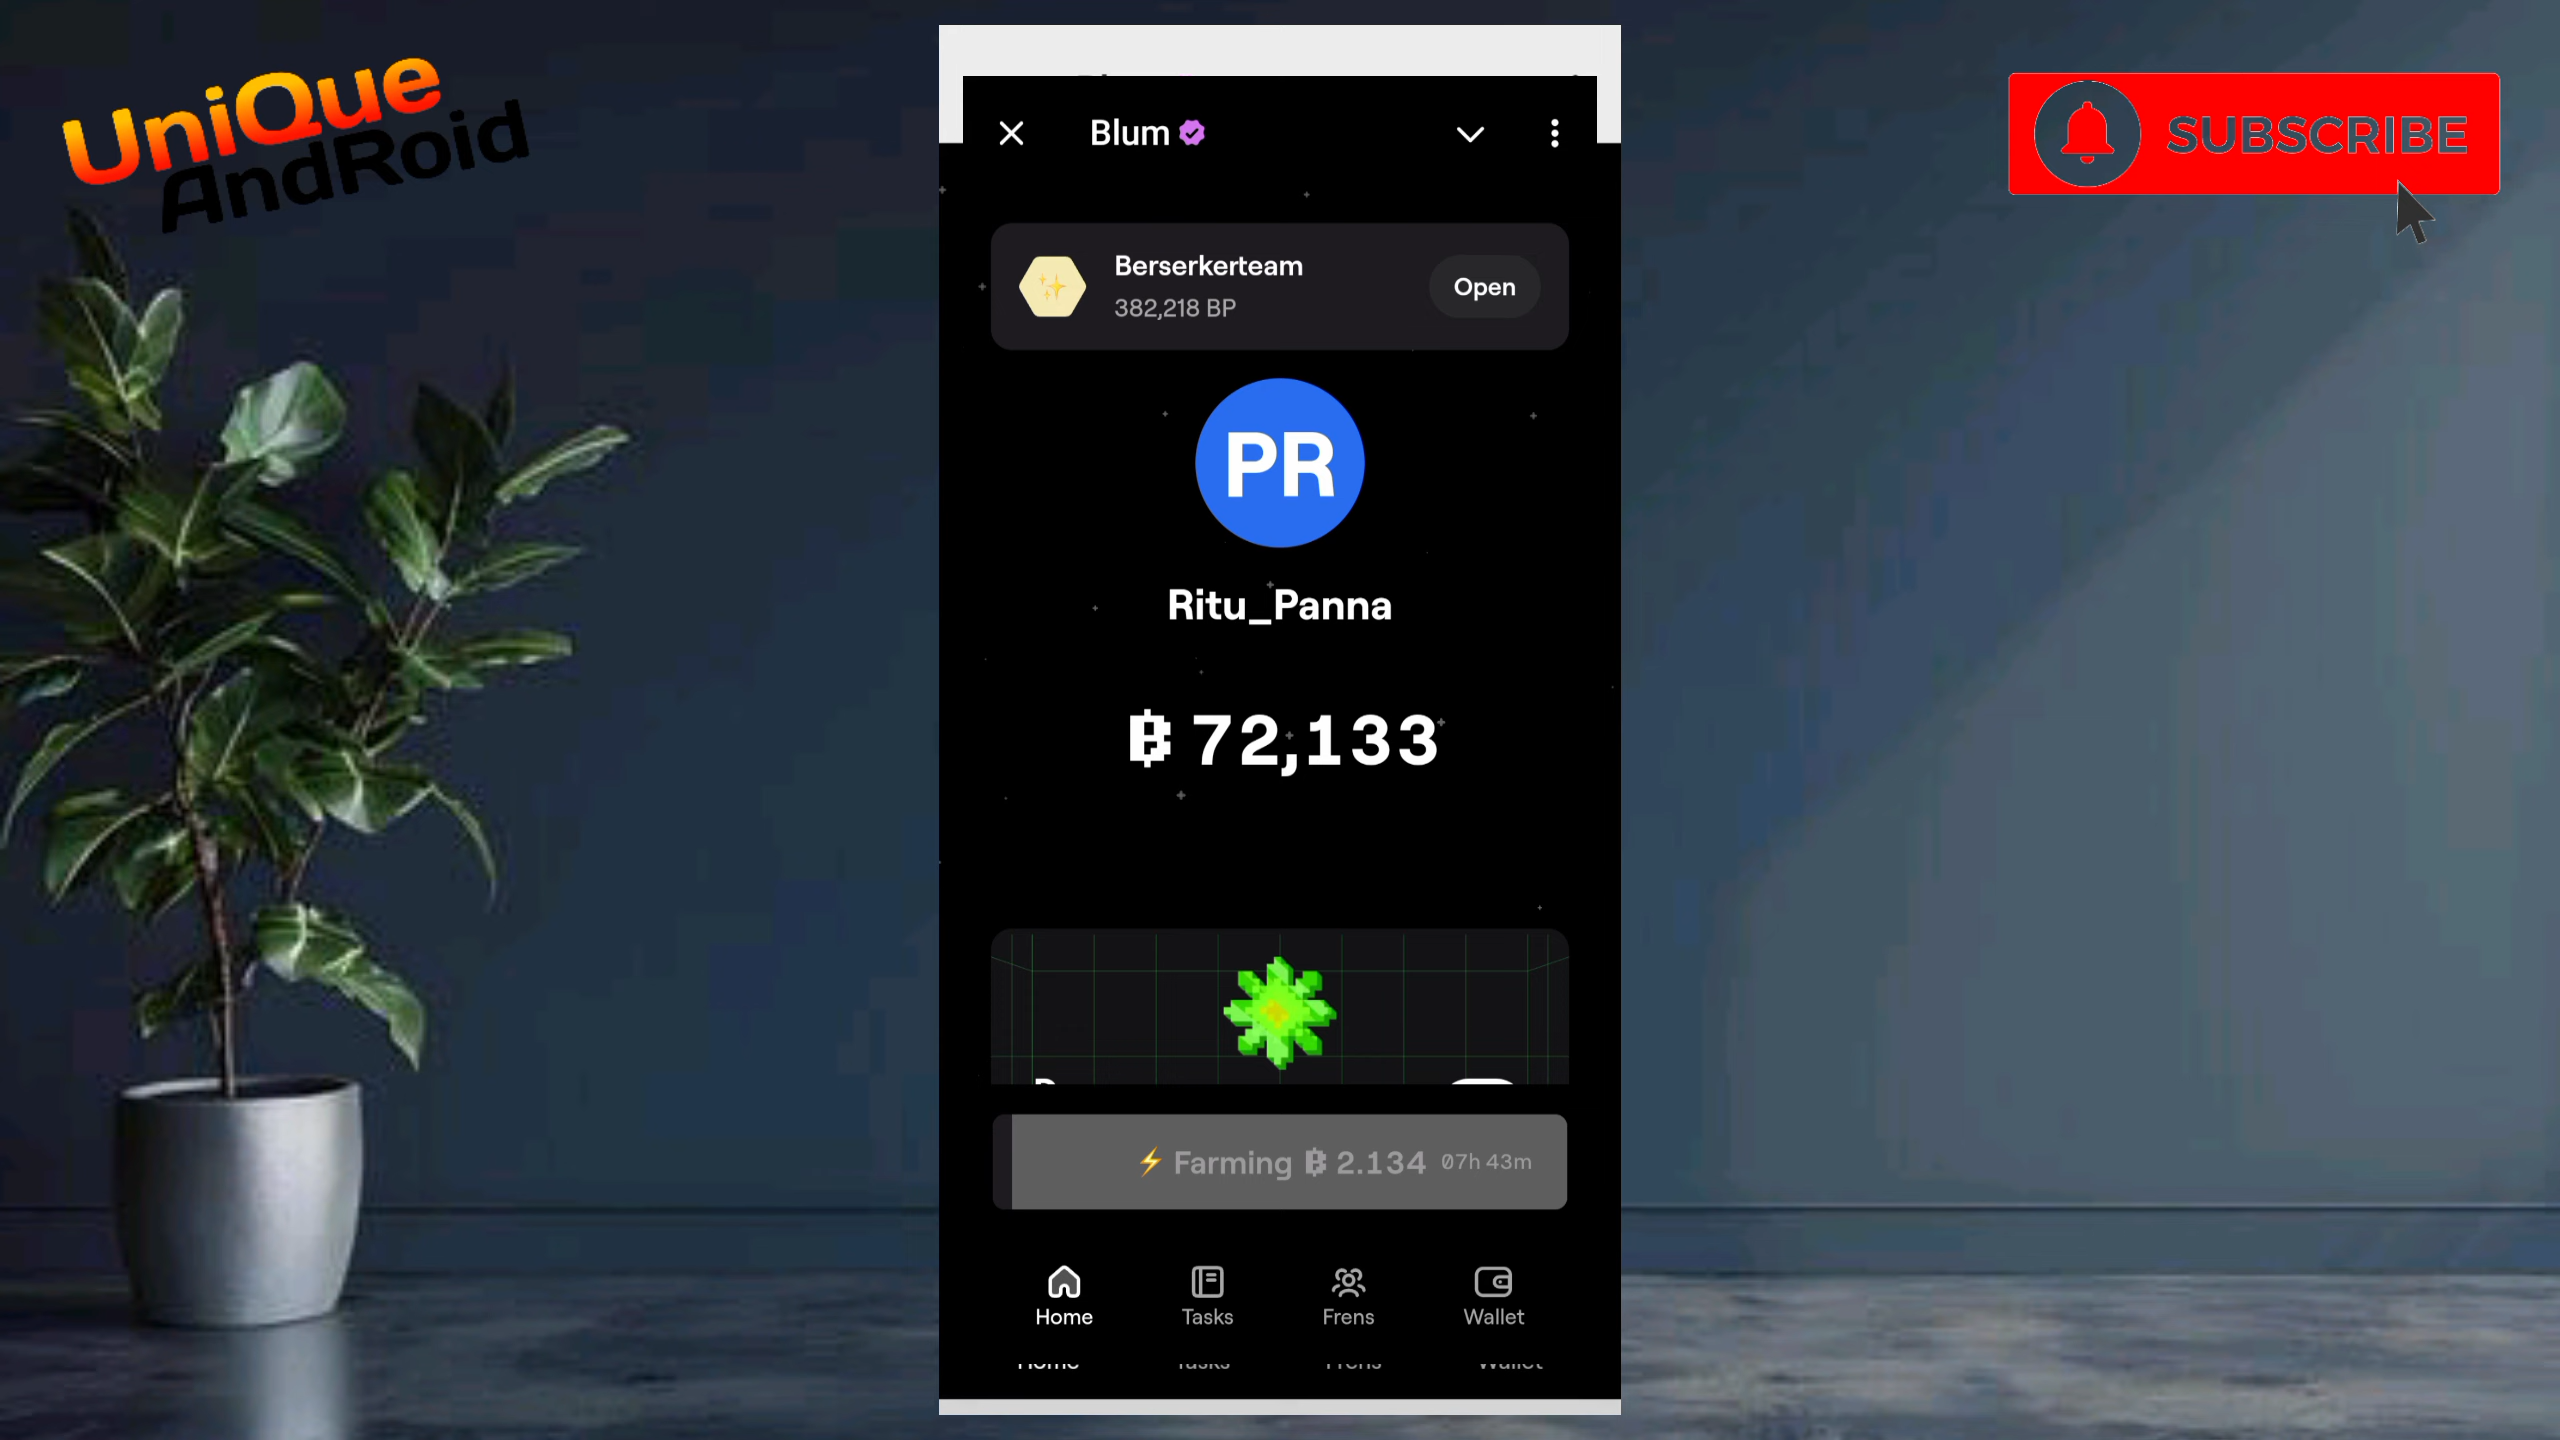 UniQue
AndRoid
SUBSCRIBE
Blum
Berserkerteam
382,218 BP
Open
PR
Ritu_Panna
72,133
⚡ Farming 2.134 07h 43m
Home Tasks Frens Wallet